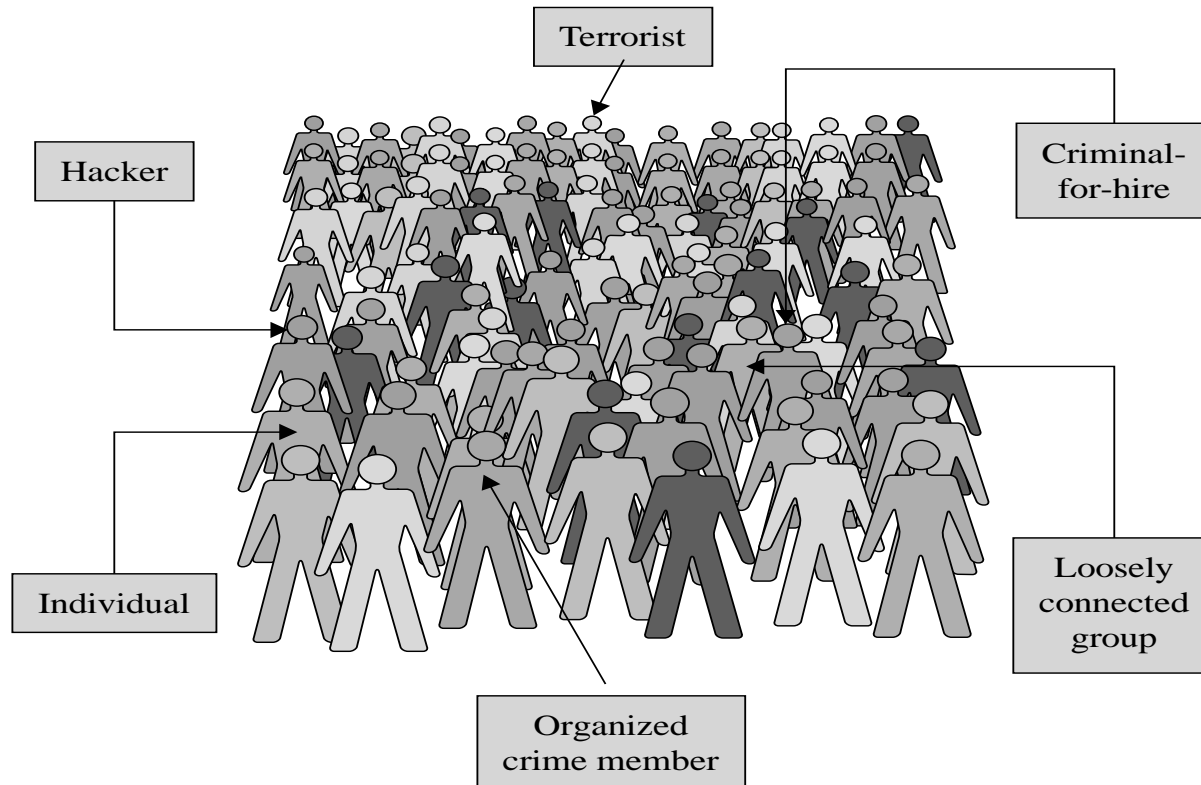 Terrorist
Hacker
Criminal-
for-hire
Individual
Loosely
connected
group
Organized
crime member